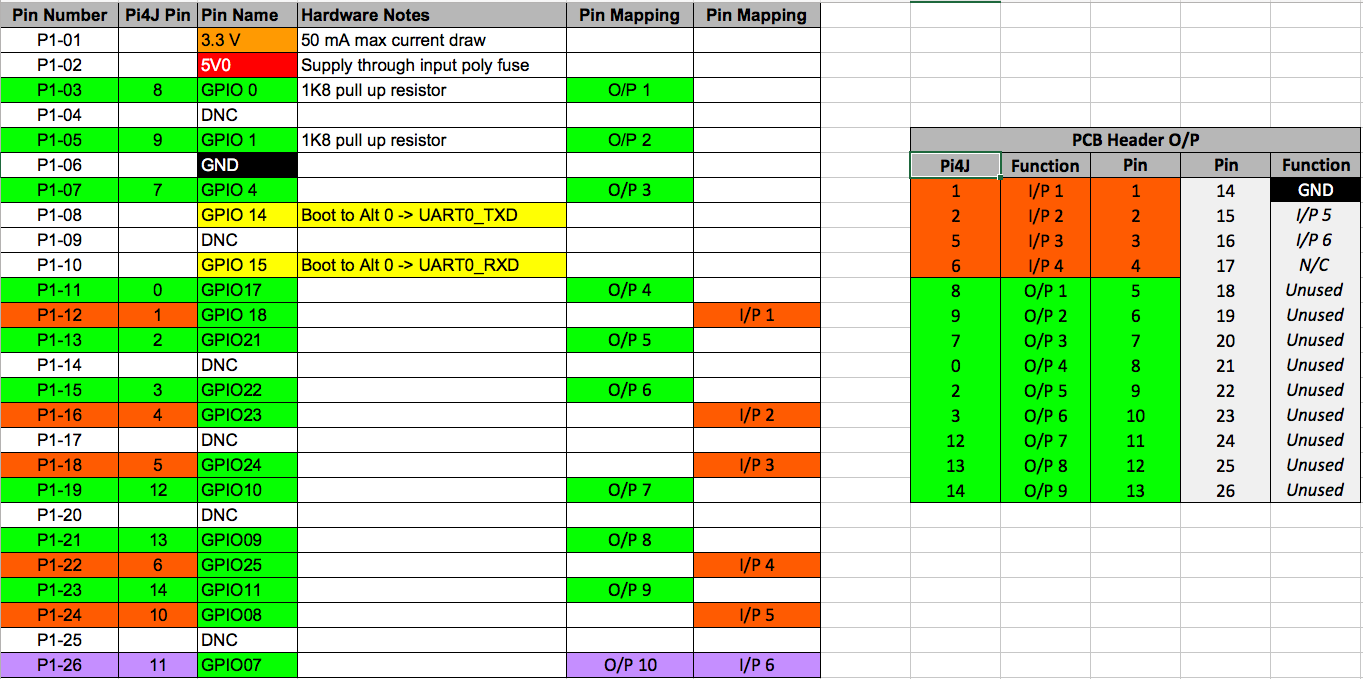 Pin Number Pi4J Pin Pin Name Hardware Notes Pin Mapping Pin Mapping
P1-01 3.3 V 50 mA max current draw
P1-02 5V0 Supply through input poly fuse
P1-03 8 GPIO 0 1K8 pull up resistor O/P 1
P1-04 DNC
P1-05 9 GPIO 1 1K8 pull up resistor O/P 2
P1-06 GND
P1-07 7 GPIO 4 O/P 3
P1-08 GPIO 14 Boot to Alt 0 -> UART0_TXD
P1-09 DNC
P1-10 GPIO 15 Boot to Alt 0 -> UART0_RXD
P1-11 0 GPIO17 O/P 4
P1-12 1 GPIO 18 I/P 1
P1-13 2 GPIO21 O/P 5
P1-14 DNC
P1-15 3 GPIO22 O/P 6
P1-16 4 GPIO23 I/P 2
P1-17 DNC
P1-18 5 GPIO24 I/P 3
P1-19 12 GPIO10 O/P 7
P1-20 DNC
P1-21 13 GPIO09 O/P 8
P1-22 6 GPIO25 I/P 4
P1-23 14 GPIO11 O/P 9
P1-24 10 GPIO08 I/P 5
P1-25 DNC
P1-26 11 GPIO07 O/P 10 I/P 6
PCB Header O/P
Pi4J Function Pin Pin Function
1 I/P 1 1 14 GND
2 I/P 2 2 15 I/P 5
5 I/P 3 3 16 I/P 6
6 I/P 4 4 17 N/C
8 O/P 1 5 18 Unused
9 O/P 2 6 19 Unused
7 O/P 3 7 20 Unused
0 O/P 4 8 21 Unused
2 O/P 5 9 22 Unused
3 O/P 6 10 23 Unused
12 O/P 7 11 24 Unused
13 O/P 8 12 25 Unused
14 O/P 9 13 26 Unused